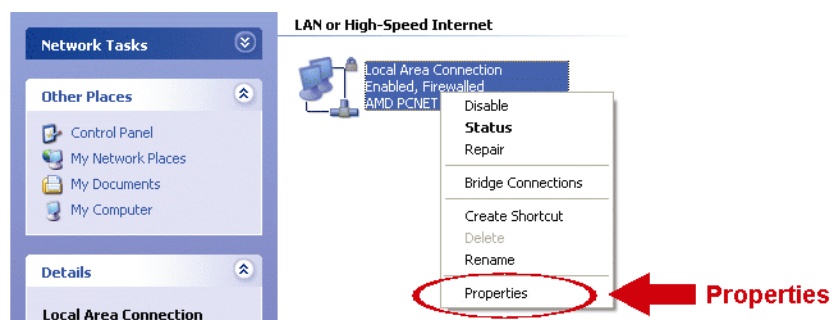 LAN or High-Speed Internet
Network Tasks
Other Places
Control Panel
My Network Places
My Documents
My Computer
Details
Local Area Connection
Local Area Connection
Enabled, Firewalled
AMD PCNET
Disable
Status
Repair
Bridge Connections
Create Shortcut
Delete
Rename
Properties
Properties